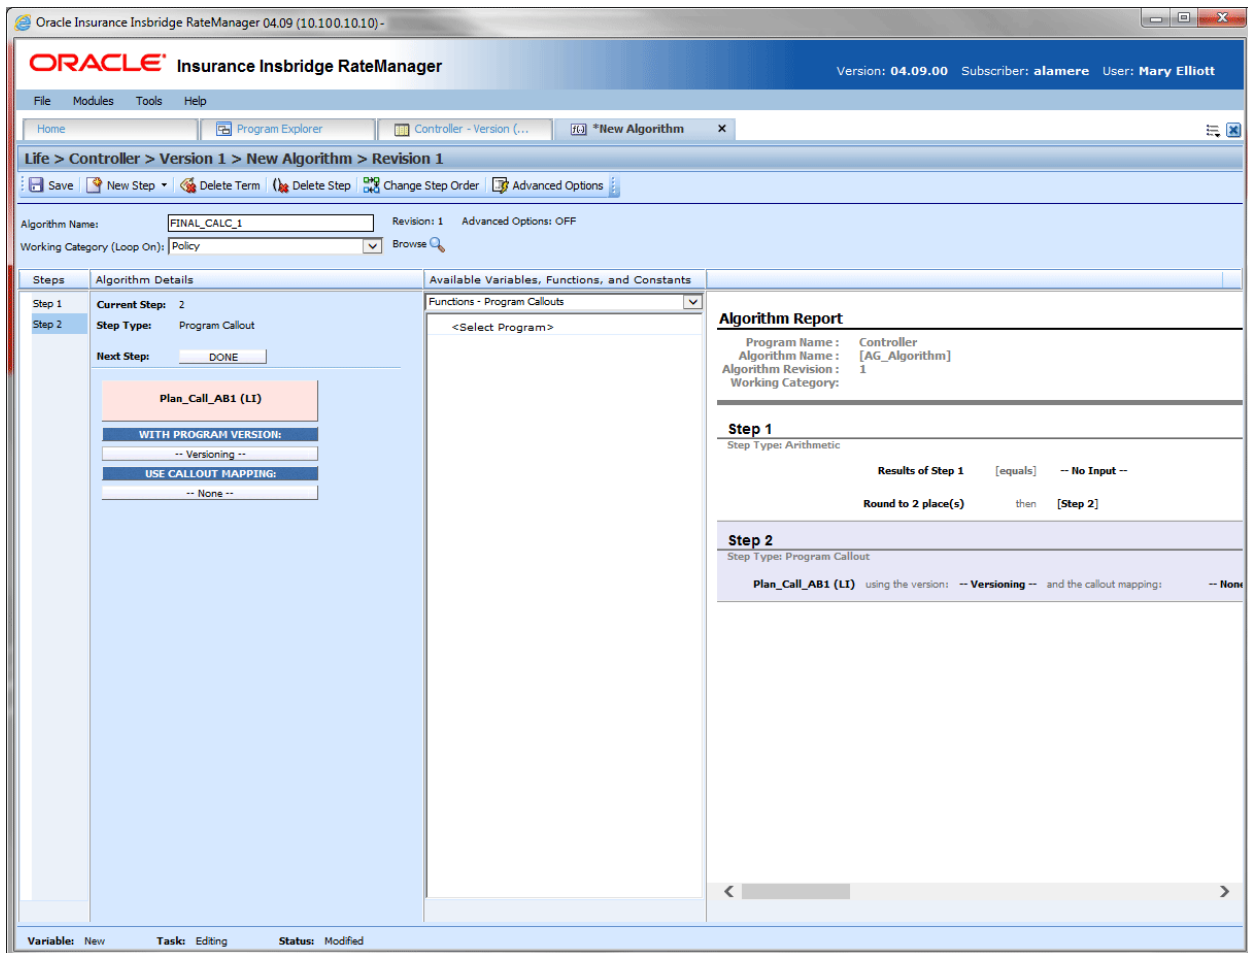 Oracle Insurance Insbridge RateManager 04.09 (10.100.10.10) -
ORACLE Insurance Insbridge RateManager
Version: 04.09.00 Subscriber: alamere User: Mary Elliott
File Modules Tools Help
Home Program Explorer Controller - Version (... f(x) *New Algorithm x
Life > Controller > Version 1 > New Algorithm > Revision 1
Save New Step Delete Term Delete Step Change Step Order Advanced Options
Algorithm Name: FINAL_CALC_1 Revision: 1 Advanced Options: OFF
Working Category (Loop On): Policy Browse
Steps Algorithm Details Available Variables, Functions, and Constants
Step 1
Step 2
Current Step: 2
Step Type: Program Callout
Next Step: DONE
Plan_Call_AB1 (LI)
WITH PROGRAM VERSION:
-- Versioning --
USE CALLOUT MAPPING:
-- None --
Functions - Program Callouts
<Select Program>
Algorithm Report
Program Name : Controller
Algorithm Name : [AG_Algorithm]
Algorithm Revision : 1
Working Category:
Step 1
Step Type: Arithmetic
Results of Step 1 [equals] -- No Input --
Round to 2 place(s) then [Step 2]
Step 2
Step Type: Program Callout
Plan_Call_AB1 (LI) using the version: -- Versioning -- and the callout mapping: -- None
Variable: New Task: Editing Status: Modified